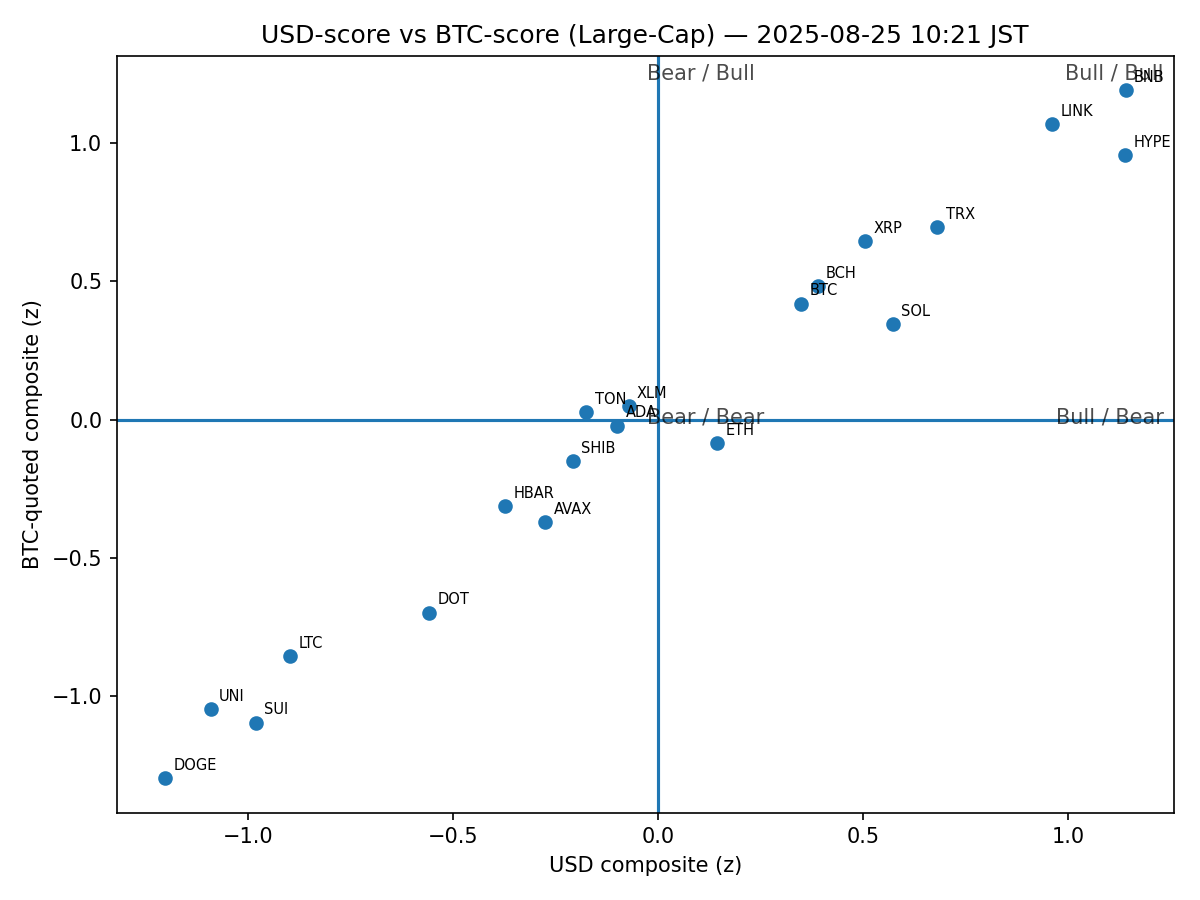 USD-score vs BTC-score (Large-Cap) — 2025-08-25 10:21 JST
Bear / Bull
Bull / Bull
BNB
LINK
HYPE
1.0
TRX
XRP
BCH
BTC
0.5
SOL
XLM
TON
ADA
Bear / Bear
Bull / Bear
0.0
ETH
SHIB
HBAR
AVAX
−0.5
DOT
LTC
UNI
−1.0
SUI
DOGE
BTC-quoted composite (z)
−1.0
−0.5
0.0
0.5
1.0
USD composite (z)